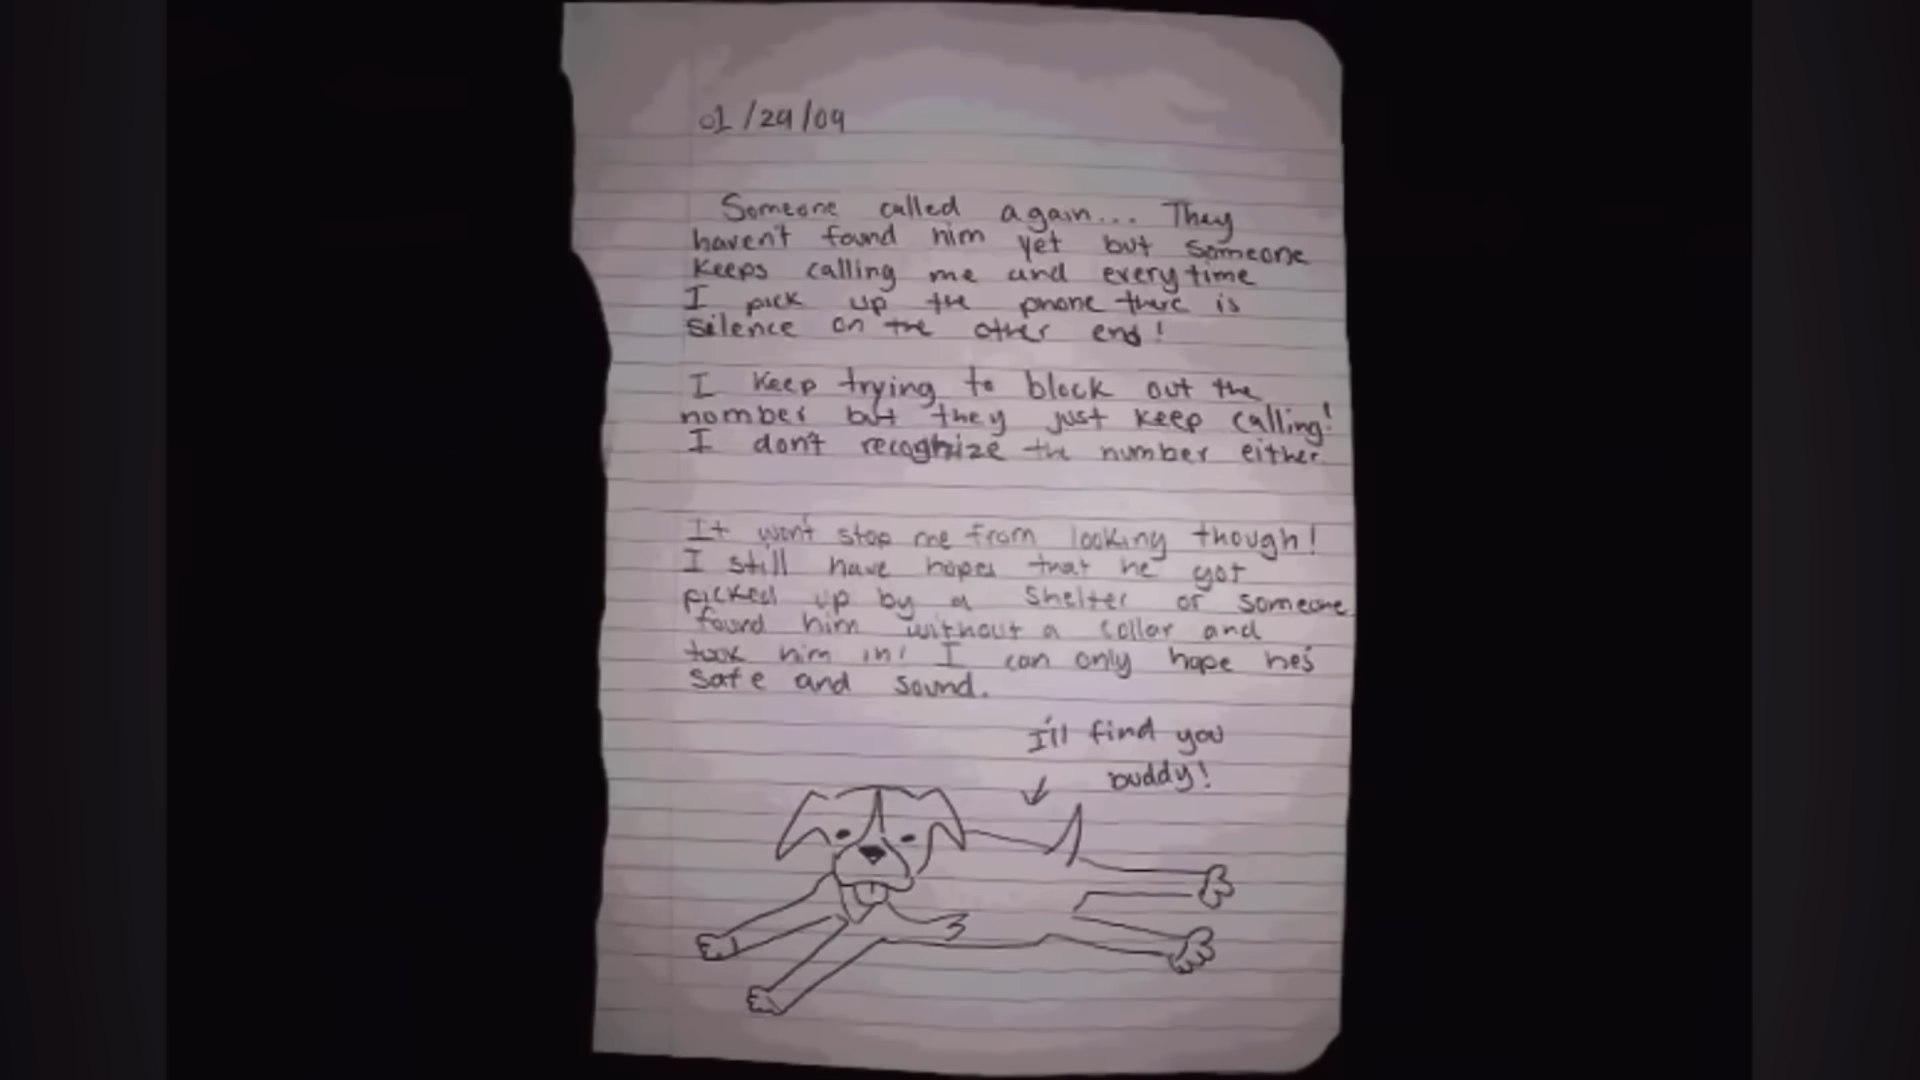 01/29/09
Someone called again... They
haven't found him yet but someone
keeps calling me and everytime
I pick up the phone there is
silence on the other end!
I keep trying to block out the
nomber but they just keep calling!
I don't recoghize the number either.
It won't stop me from looking though!
I still have hopes that he got
picked up by a shelter or someone
found him without a collar and
took him in! I can only hope he's
safe and sound.
I'll find you
buddy!